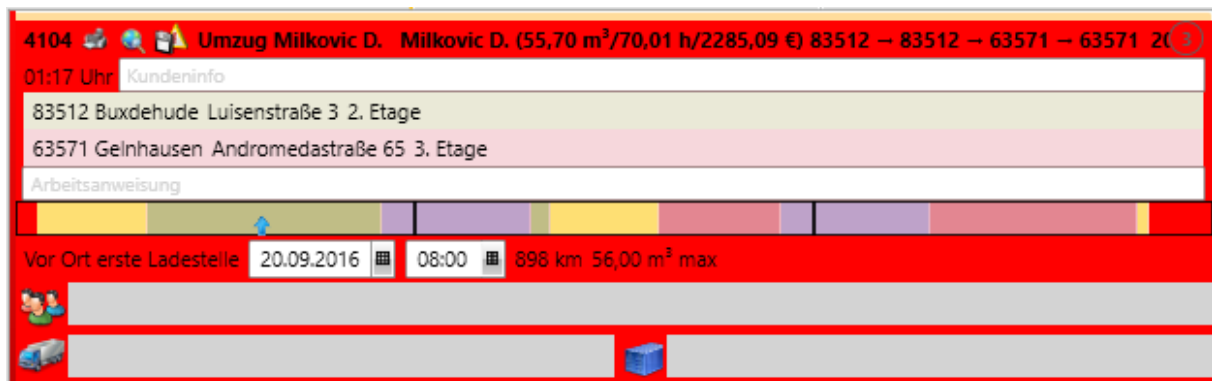 4104 Umzug Milkovic D. Milkovic D. (55,70 m³/70,01 h/2285,09 €) 83512 → 83512 → 63571 → 63571 20 3
01:17 Uhr Kundeninfo
83512 Buxdehude Luisenstraße 3 2. Etage
63571 Gelnhausen Andromedastraße 65 3. Etage
Arbeitsanweisung
Vor Ort erste Ladestelle 20.09.2016 08:00 898 km 56,00 m³ max